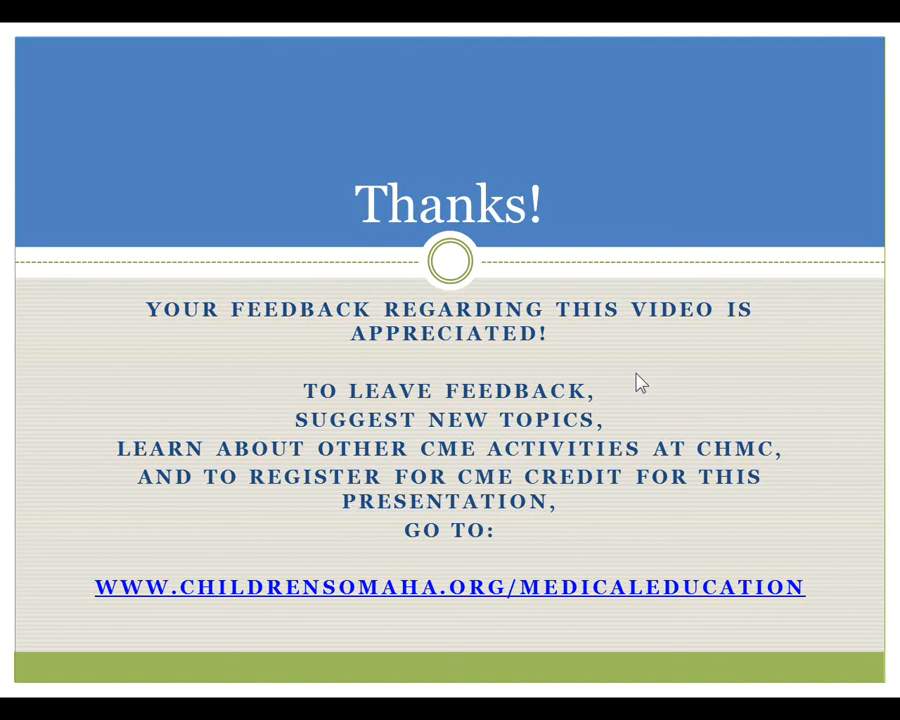 Thanks!
YOUR FEEDBACK REGARDING THIS VIDEO IS
APPRECIATED!
TO LEAVE FEEDBACK,
SUGGEST NEW TOPICS,
LEARN ABOUT OTHER CME ACTIVITIES AT CHMC,
AND TO REGISTER FOR CME CREDIT FOR THIS
PRESENTATION,
GO TO:
WWW.CHILDRENSOMAHA.ORG/MEDICALEDUCATION